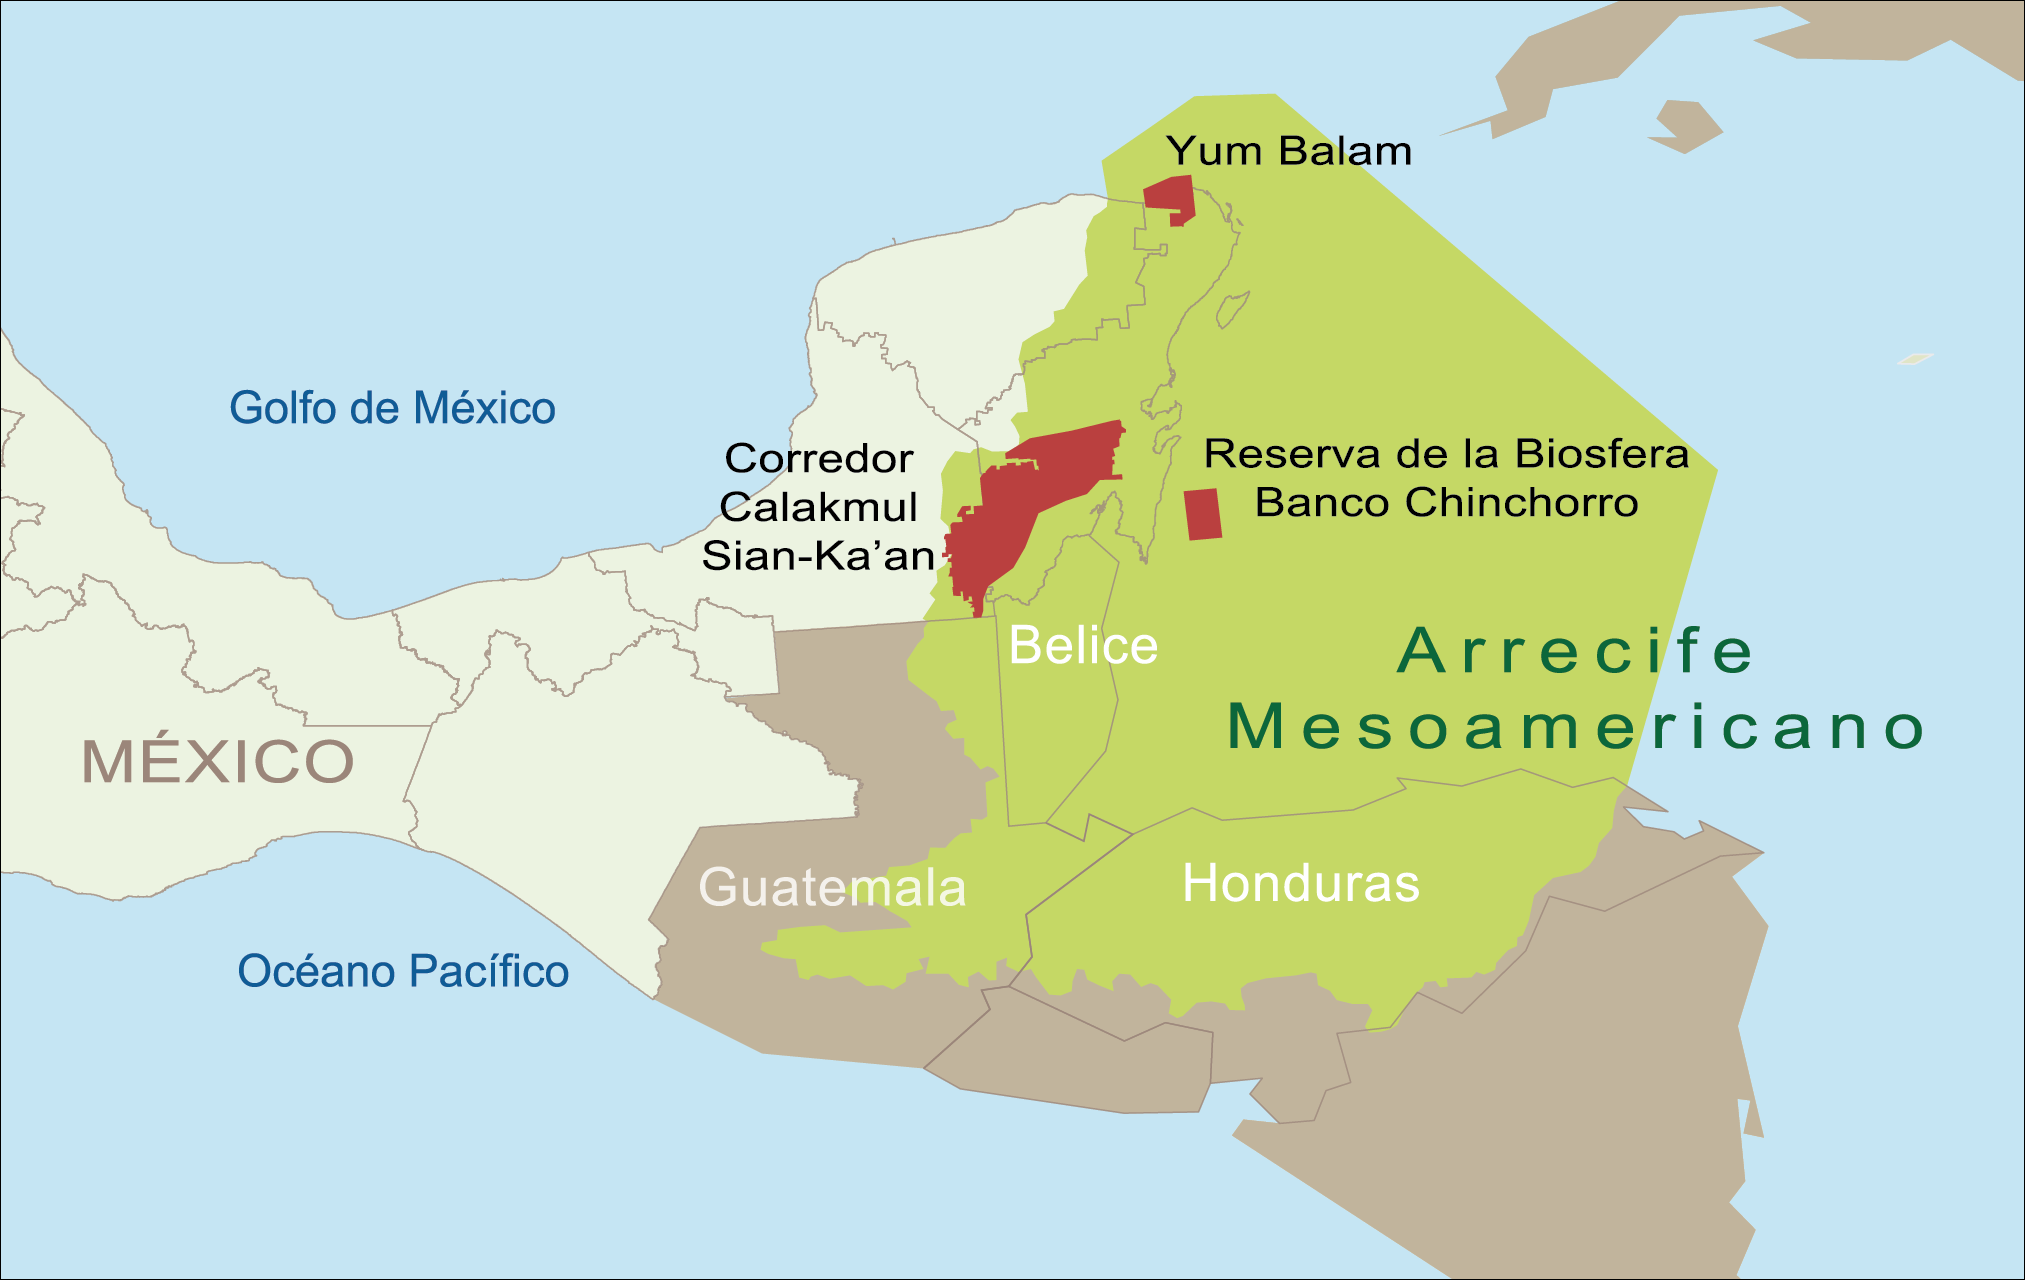 Yum Balam
Golfo de México
Corredor
Calakmul
Sian-Ka’an
Reserva de la Biosfera
Banco Chinchorro
Belice
Arrecife
Mesoamericano
MÉXICO
Guatemala
Honduras
Océano Pacífico